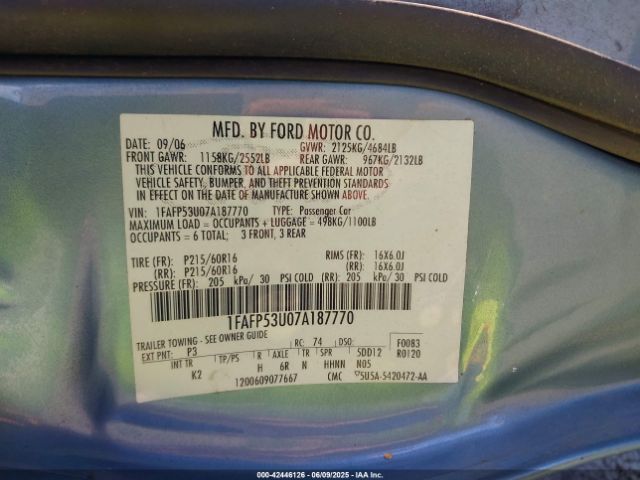 MFD. BY FORD MOTOR CO.
DATE: 09/06 GVWR: 2125KG/4684LB
FRONT GAWR: 1158KG/2552LB REAR GAWR: 967KG/2132LB
THIS VEHICLE CONFORMS TO ALL APPLICABLE FEDERAL MOTOR
VEHICLE SAFETY, BUMPER, AND THEFT PREVENTION STANDARDS
IN EFFECT ON THE DATE OF MANUFACTURE SHOWN ABOVE.
VIN: 1FAFP53U07A187770 TYPE: Passenger Car
MAXIMUM LOAD = OCCUPANTS + LUGGAGE = 498KG/1100LB
OCCUPANTS = 6 TOTAL; 3 FRONT, 3 REAR
TIRE (FR): P215/60R16 RIMS (FR): 16X6.0J
(RR): P215/60R16 (RR): 16X6.0J
PRESSURE (FR): 205 kPa/ 30 PSI COLD (RR): 205 kPa/ 30 PSI COLD
1FAFP53U07A187770
TRAILER TOWING - SEE OWNER GUIDE
EXT PNT: P3 RC: 74 DSO: F0083
INT TR TP/PS R AXLE TR SPR 5DD12 R0120
K2 H 6R N HHNN N05
1200609077667 CMC 5U5A-5420472-AA
000-42446126 - 06/09/2025 - IAA, Inc.